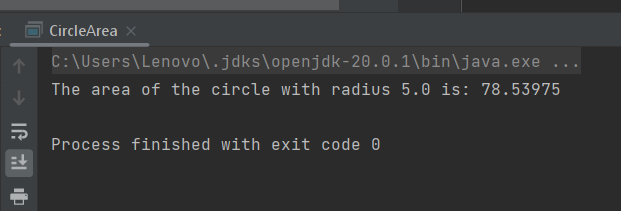 CircleArea
C:\Users\Lenovo\.jdks\openjdk-20.0.1\bin\java.exe ...
The area of the circle with radius 5.0 is: 78.53975
Process finished with exit code 0